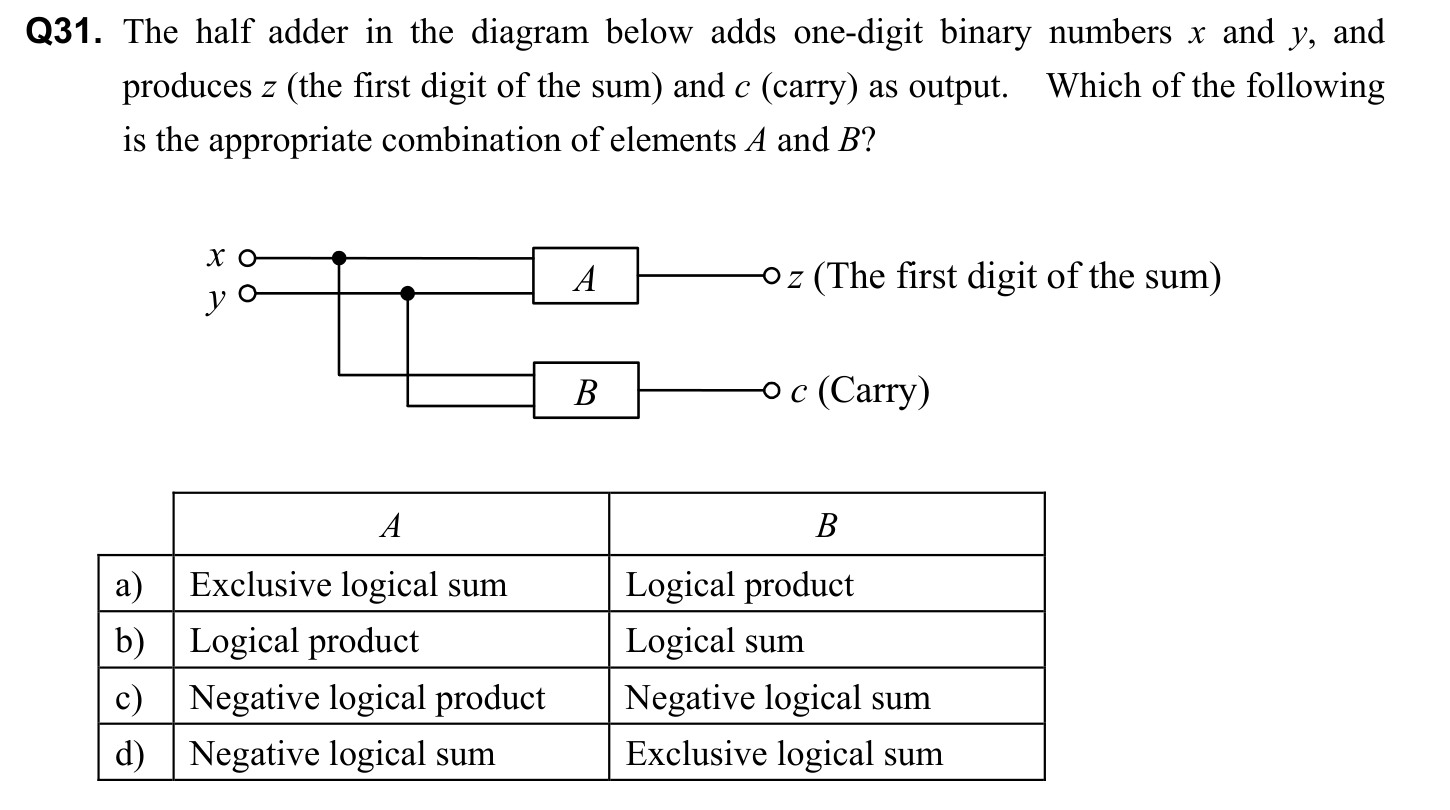 Q31. The half adder in the diagram below adds one-digit binary numbers x and y, and
produces z (the first digit of the sum) and c (carry) as output. Which of the following
is the appropriate combination of elements A and B?
x
y
A
z (The first digit of the sum)
B
c (Carry)
A B
a) Exclusive logical sum Logical product
b) Logical product Logical sum
c) Negative logical product Negative logical sum
d) Negative logical sum Exclusive logical sum